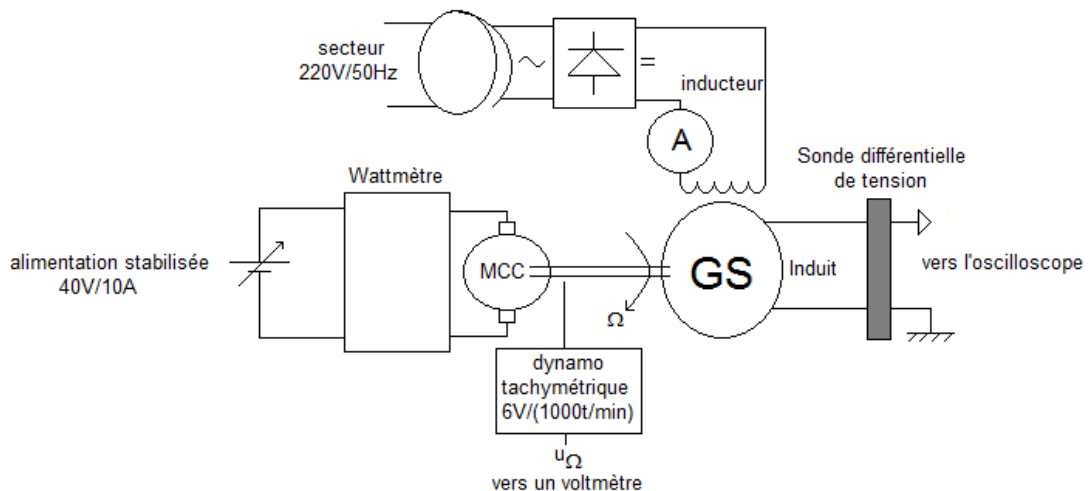 secteur
220V/50Hz
~
=
inducteur
A
Sonde différentielle
de tension
Wattmètre
alimentation stabilisée
40V/10A
MCC
Ω
GS
Induit
vers l'oscilloscope
dynamo
tachymétrique
6V/(1000t/min)
uΩ
vers un voltmètre